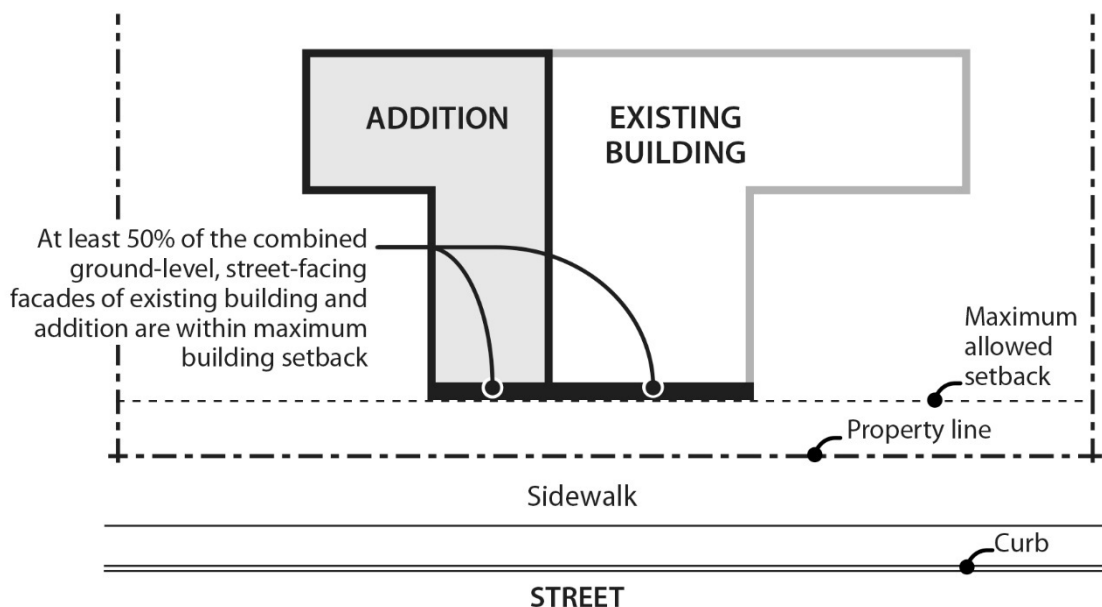 ADDITION
EXISTING
BUILDING
At least 50% of the combined
ground-level, street-facing
facades of existing building and
addition are within maximum
building setback
Maximum
allowed
setback
Property line
Sidewalk
Curb
STREET